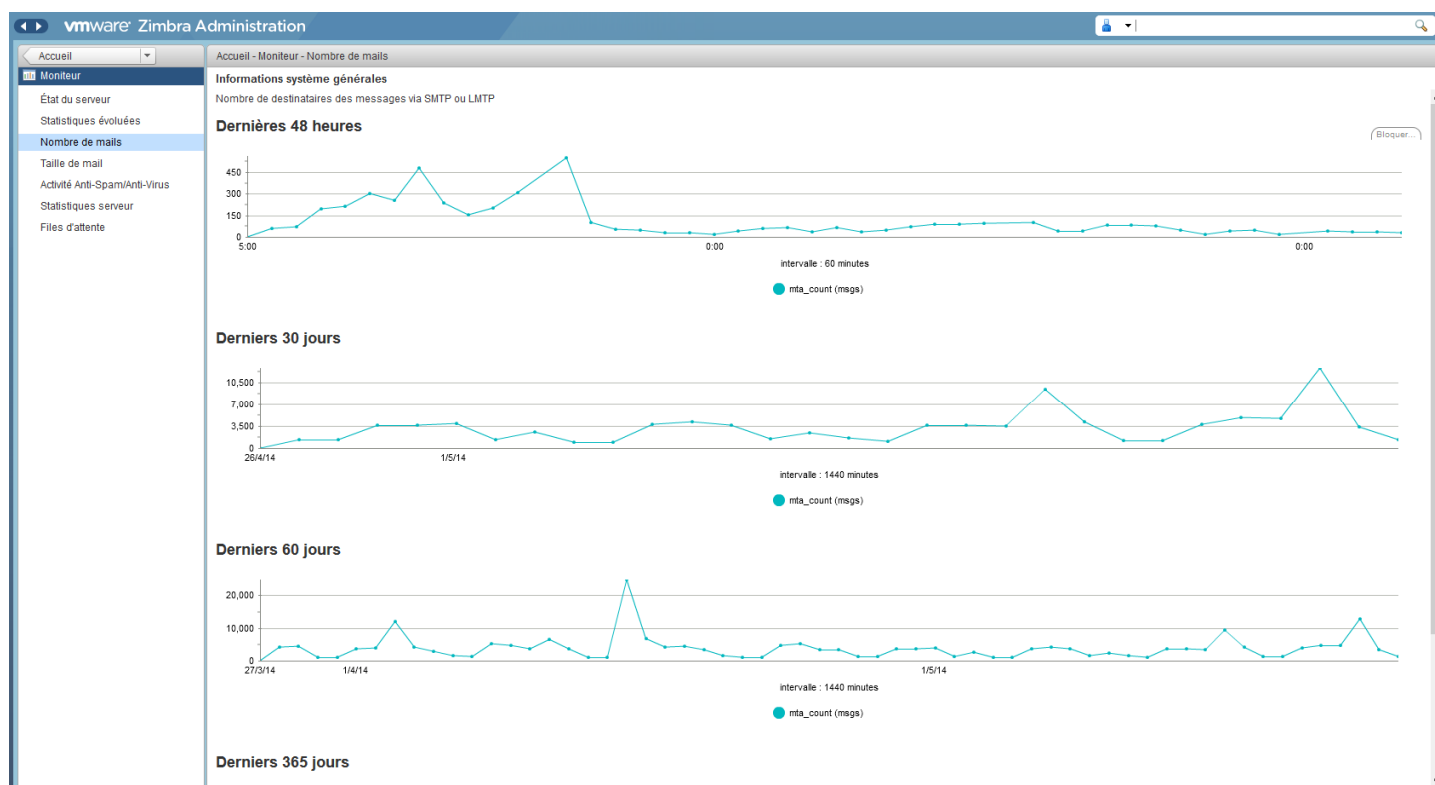 vmware Zimbra Administration
Accueil
Accueil - Moniteur - Nombre de mails
Moniteur
État du serveur
Statistiques évoluées
Nombre de mails
Taille de mail
Activité Anti-Spam/Anti-Virus
Statistiques serveur
Files d'attente
Informations système générales
Nombre de destinataires des messages via SMTP ou LMTP
Dernières 48 heures
Bloquer...
450
300
150
0
5:00 0:00 0:00
intervalle : 60 minutes
mta_count (msgs)
Derniers 30 jours
10,500
7,000
3,500
0
26/4/14 1/5/14
intervalle : 1440 minutes
mta_count (msgs)
Derniers 60 jours
20,000
10,000
0
27/3/14 1/4/14 1/5/14
intervalle : 1440 minutes
mta_count (msgs)
Derniers 365 jours